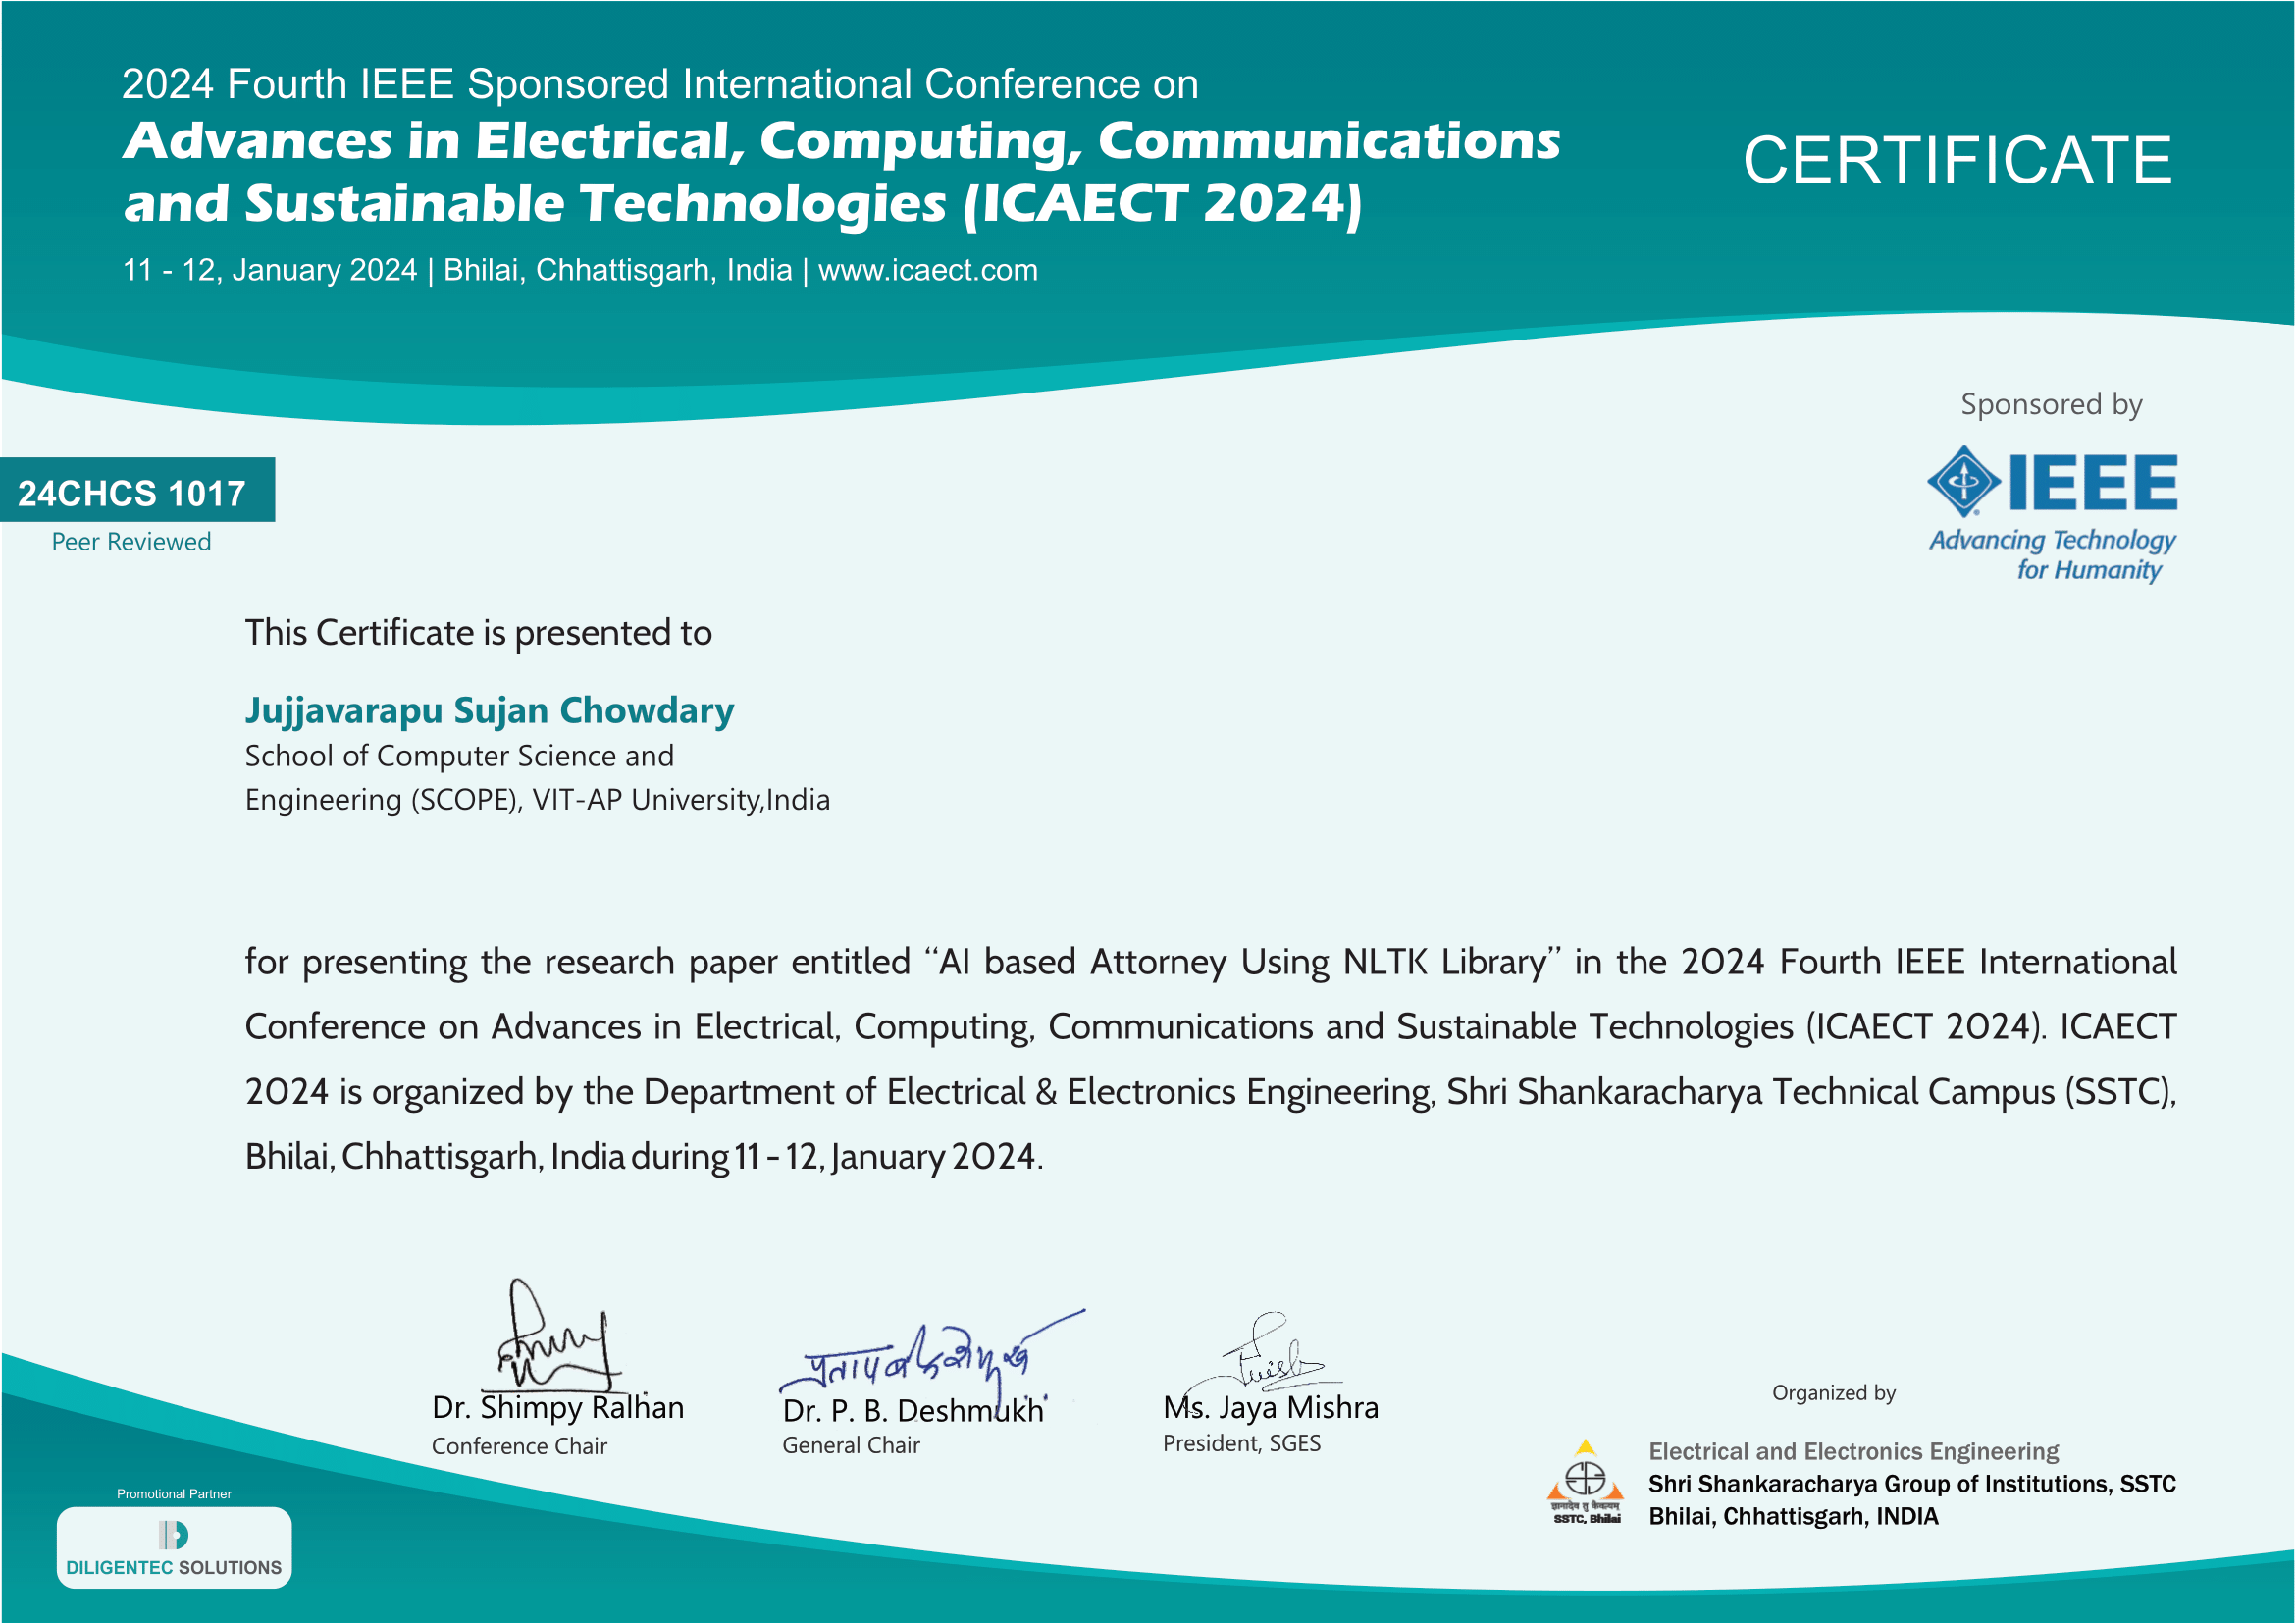 2024 Fourth IEEE Sponsored International Conference on
Advances in Electrical, Computing, Communications
and Sustainable Technologies (ICAECT 2024)
11 - 12, January 2024 | Bhilai, Chhattisgarh, India | www.icaect.com
CERTIFICATE
Sponsored by
IEEE
Advancing Technology
for Humanity
24CHCS 1017
Peer Reviewed
This Certificate is presented to
Jujjavarapu Sujan Chowdary
School of Computer Science and
Engineering (SCOPE), VIT-AP University,India
for presenting the research paper entitled “AI based Attorney Using NLTK Library” in the 2024 Fourth IEEE International
Conference on Advances in Electrical, Computing, Communications and Sustainable Technologies (ICAECT 2024). ICAECT
2024 is organized by the Department of Electrical & Electronics Engineering, Shri Shankaracharya Technical Campus (SSTC),
Bhilai, Chhattisgarh, India during 11 - 12, January 2024.
Dr. Shimpy Ralhan
Conference Chair
Dr. P. B. Deshmukh
General Chair
Ms. Jaya Mishra
President, SGES
Organized by
Electrical and Electronics Engineering
Shri Shankaracharya Group of Institutions, SSTC
Bhilai, Chhattisgarh, INDIA
ज्ञानादेव तु कैवल्यम्
SSTC, Bhilai
Promotional Partner
DILIGENTEC SOLUTIONS